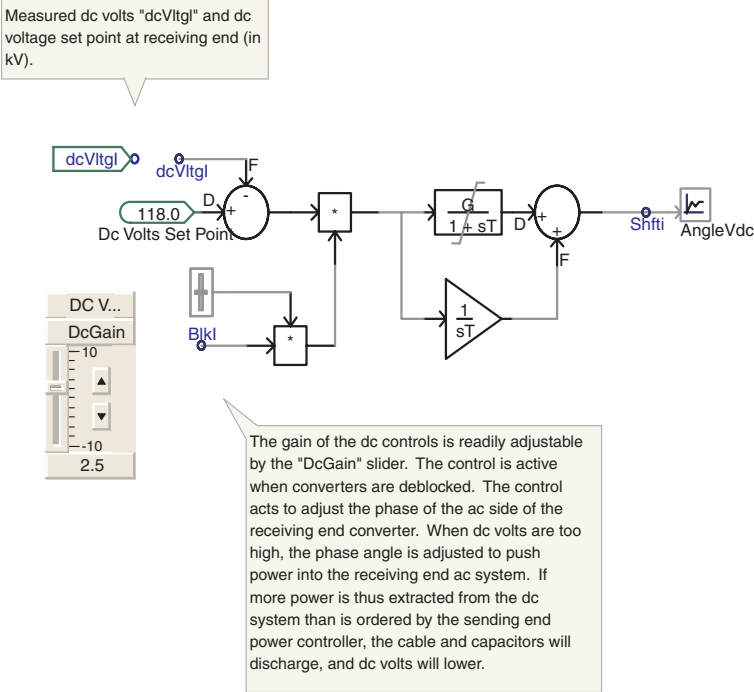 Measured dc volts "dcVltgI" and dc
voltage set point at receiving end (in
kV).
dcVltgI
dcVltgI
F
-
D
+
118.0
Dc Volts Set Point
*
G
1 + sT
D
+
+
F
Shfti
AngleVdc
1
sT
BlkI
*
DC V...
DcGain
10
-10
2.5
The gain of the dc controls is readily adjustable
by the "DcGain" slider. The control is active
when converters are deblocked. The control
acts to adjust the phase of the ac side of the
receiving end converter. When dc volts are too
high, the phase angle is adjusted to push
power into the receiving end ac system. If
more power is thus extracted from the dc
system than is ordered by the sending end
power controller, the cable and capacitors will
discharge, and dc volts will lower.